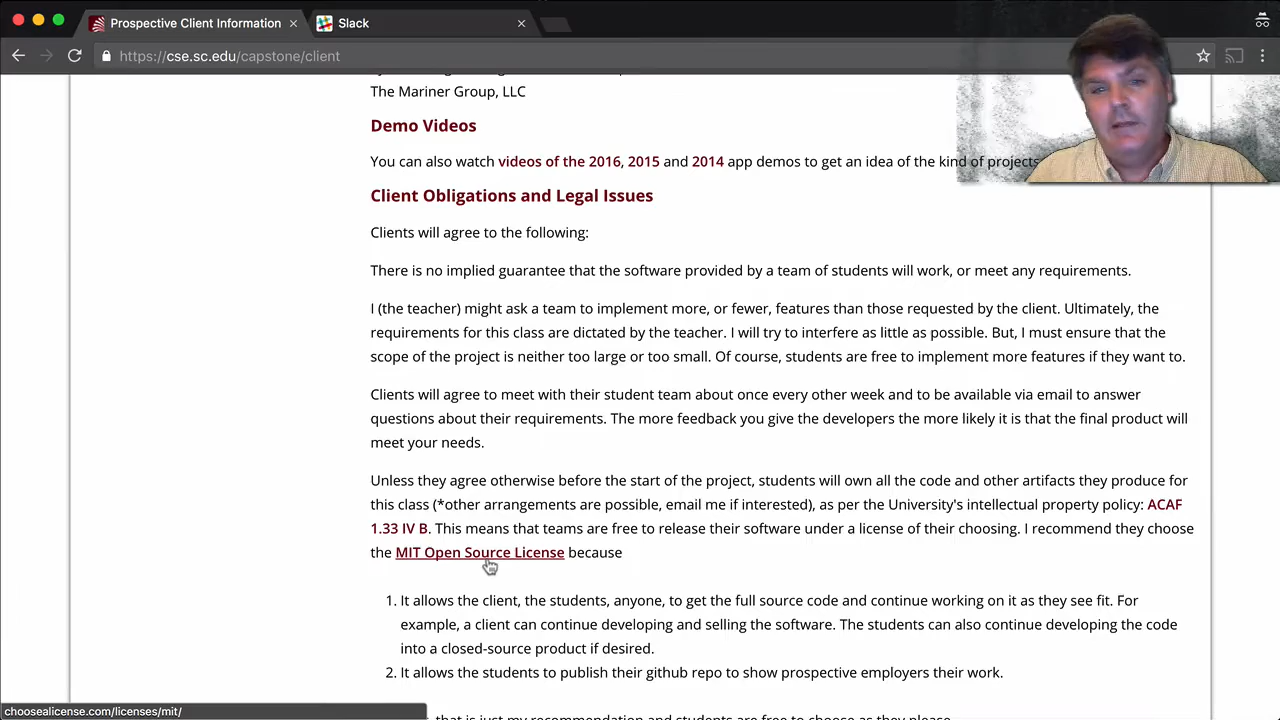 Prospective Client Information
Slack
https://cse.sc.edu/capstone/client
The Mariner Group, LLC
Demo Videos
You can also watch videos of the 2016, 2015 and 2014 app demos to get an idea of the kind of projects
Client Obligations and Legal Issues
Clients will agree to the following:
There is no implied guarantee that the software provided by a team of students will work, or meet any requirements.
I (the teacher) might ask a team to implement more, or fewer, features than those requested by the client. Ultimately, the
requirements for this class are dictated by the teacher. I will try to interfere as little as possible. But, I must ensure that the
scope of the project is neither too large or too small. Of course, students are free to implement more features if they want to.
Clients will agree to meet with their student team about once every other week and to be available via email to answer
questions about their requirements. The more feedback you give the developers the more likely it is that the final product will
meet your needs.
Unless they agree otherwise before the start of the project, students will own all the code and other artifacts they produce for
this class (*other arrangements are possible, email me if interested), as per the University's intellectual property policy: ACAF
1.33 IV B. This means that teams are free to release their software under a license of their choosing. I recommend they choose
the MIT Open Source License because
1. It allows the client, the students, anyone, to get the full source code and continue working on it as they see fit. For
example, a client can continue developing and selling the software. The students can also continue developing the code
into a closed-source product if desired.
2. It allows the students to publish their github repo to show prospective employers their work.
that is just my recommendation and students are free to choose as they please
choosealicense.com/licenses/mit/